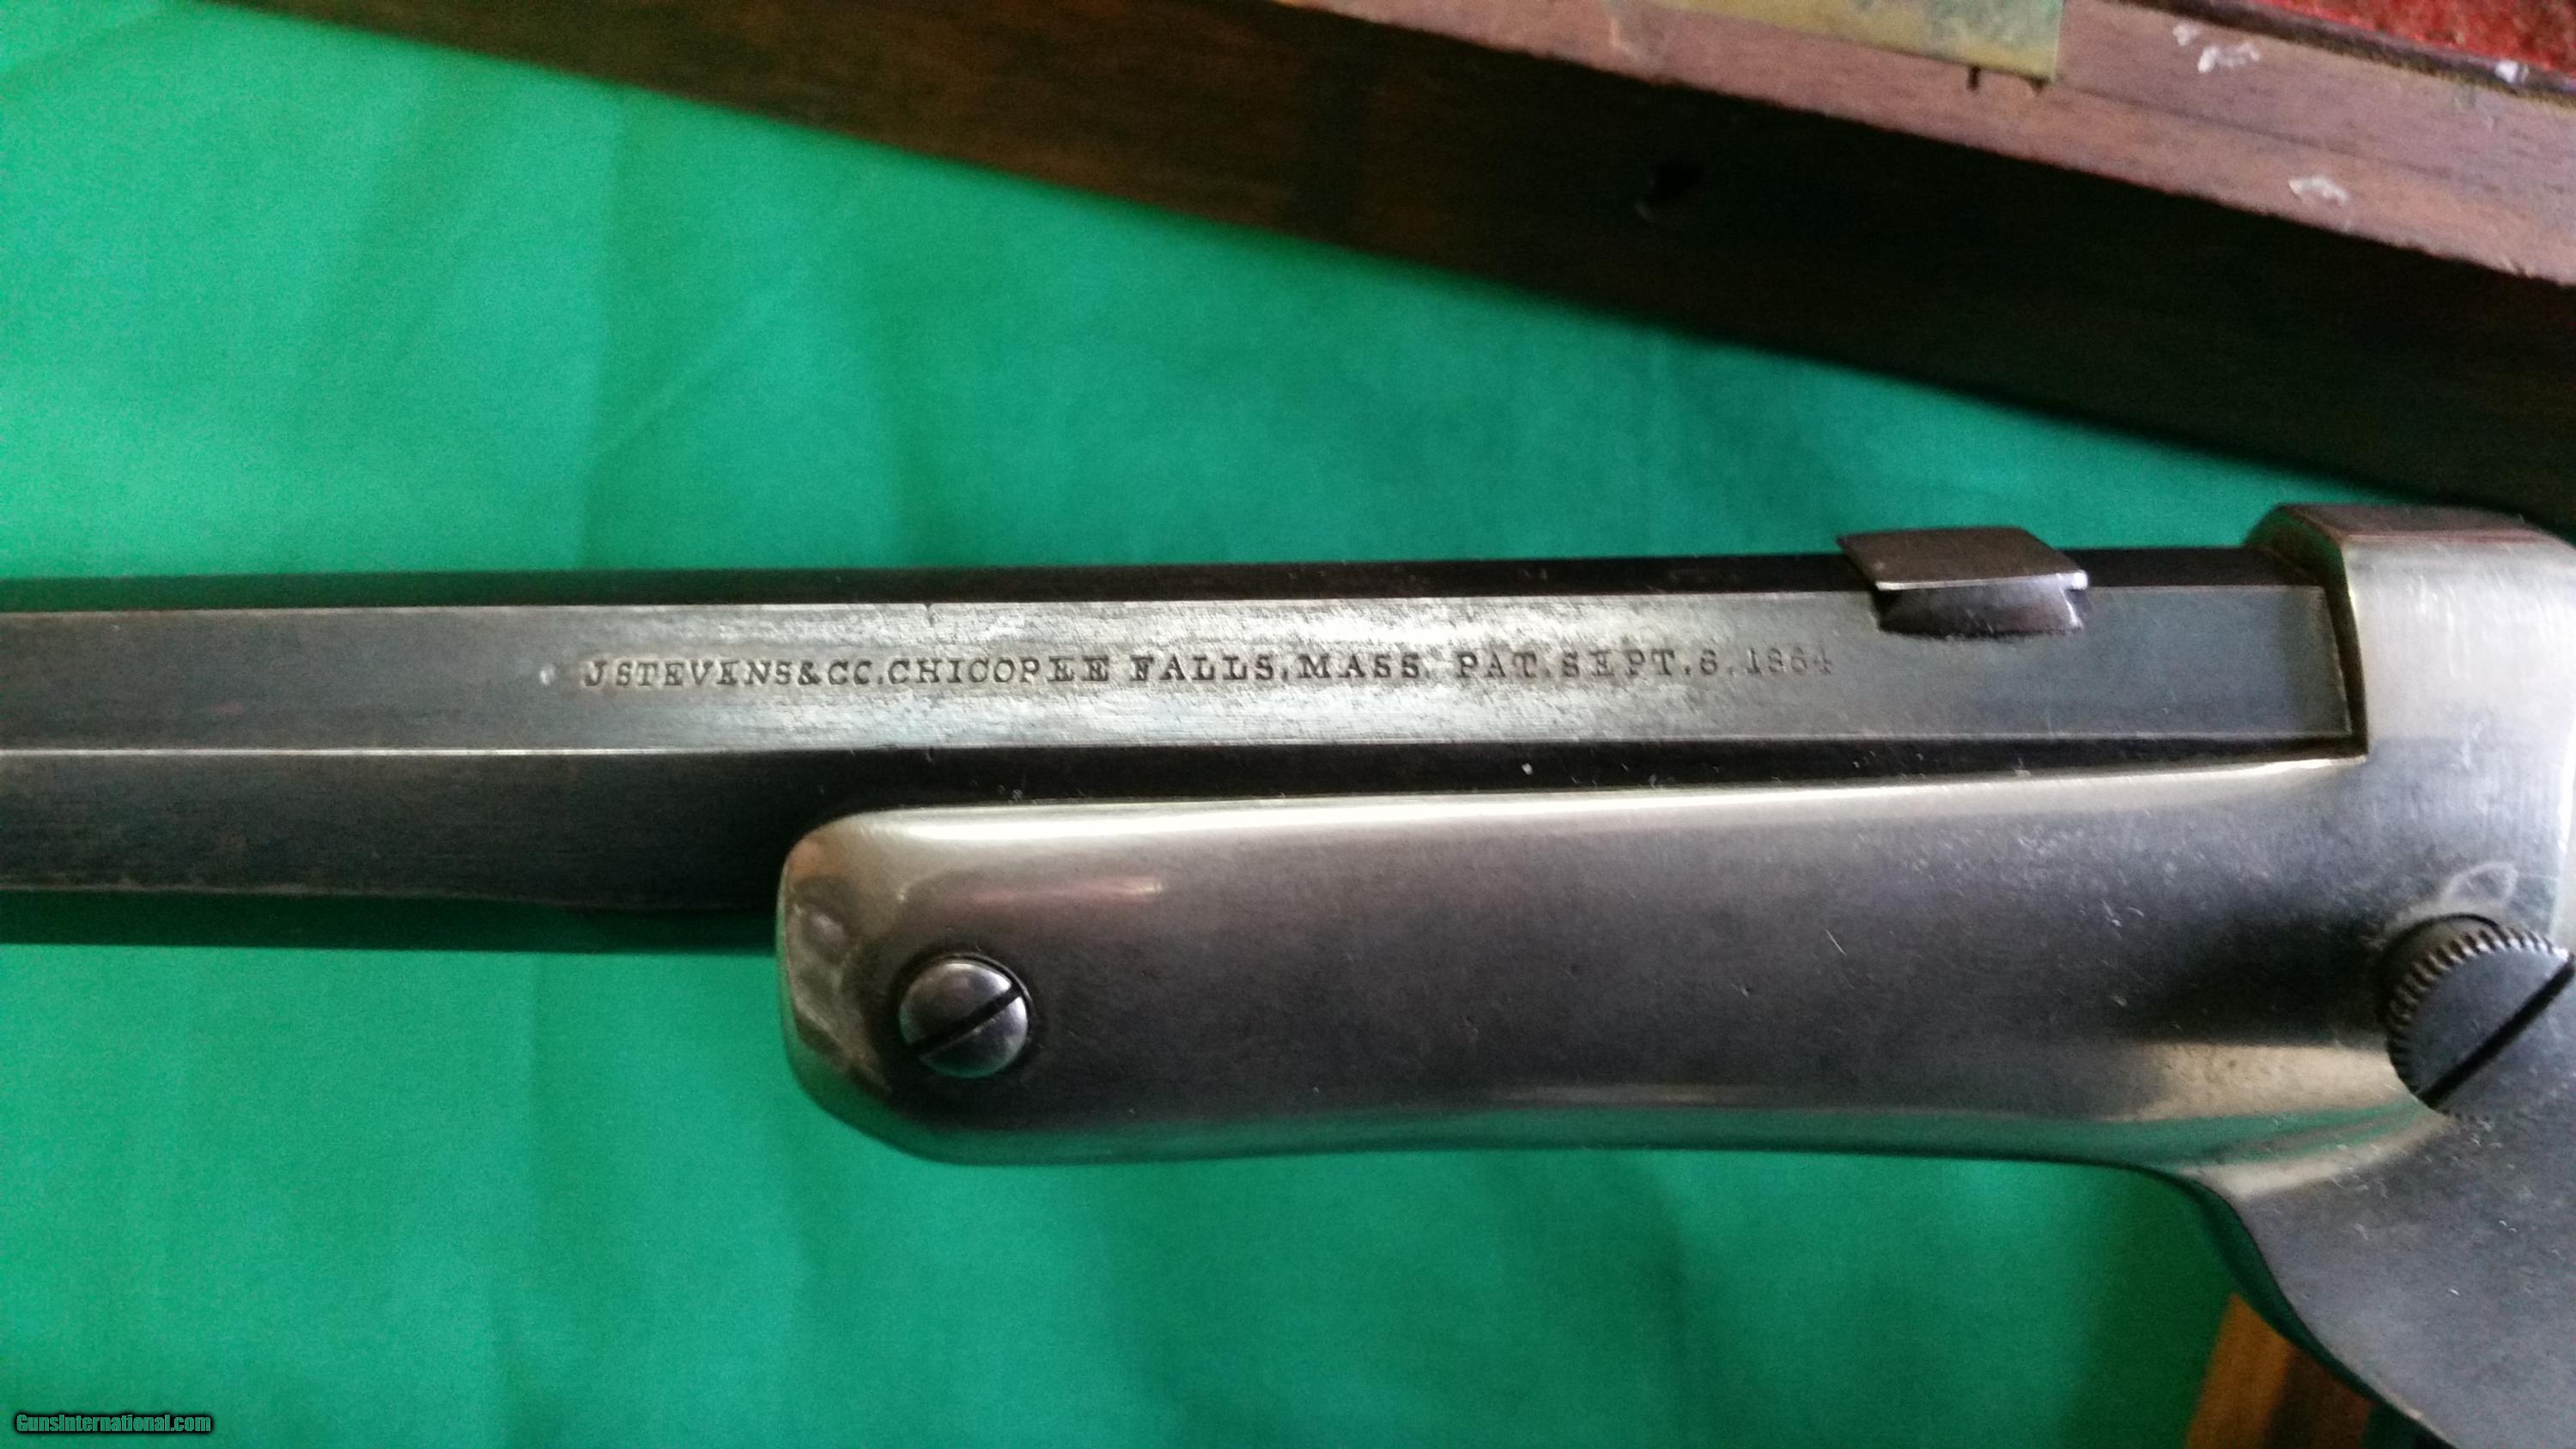 J STEVENS & CO. CHICOPEE FALLS, MASS. PAT. SEPT. 6. 1864
GunsInternational.com